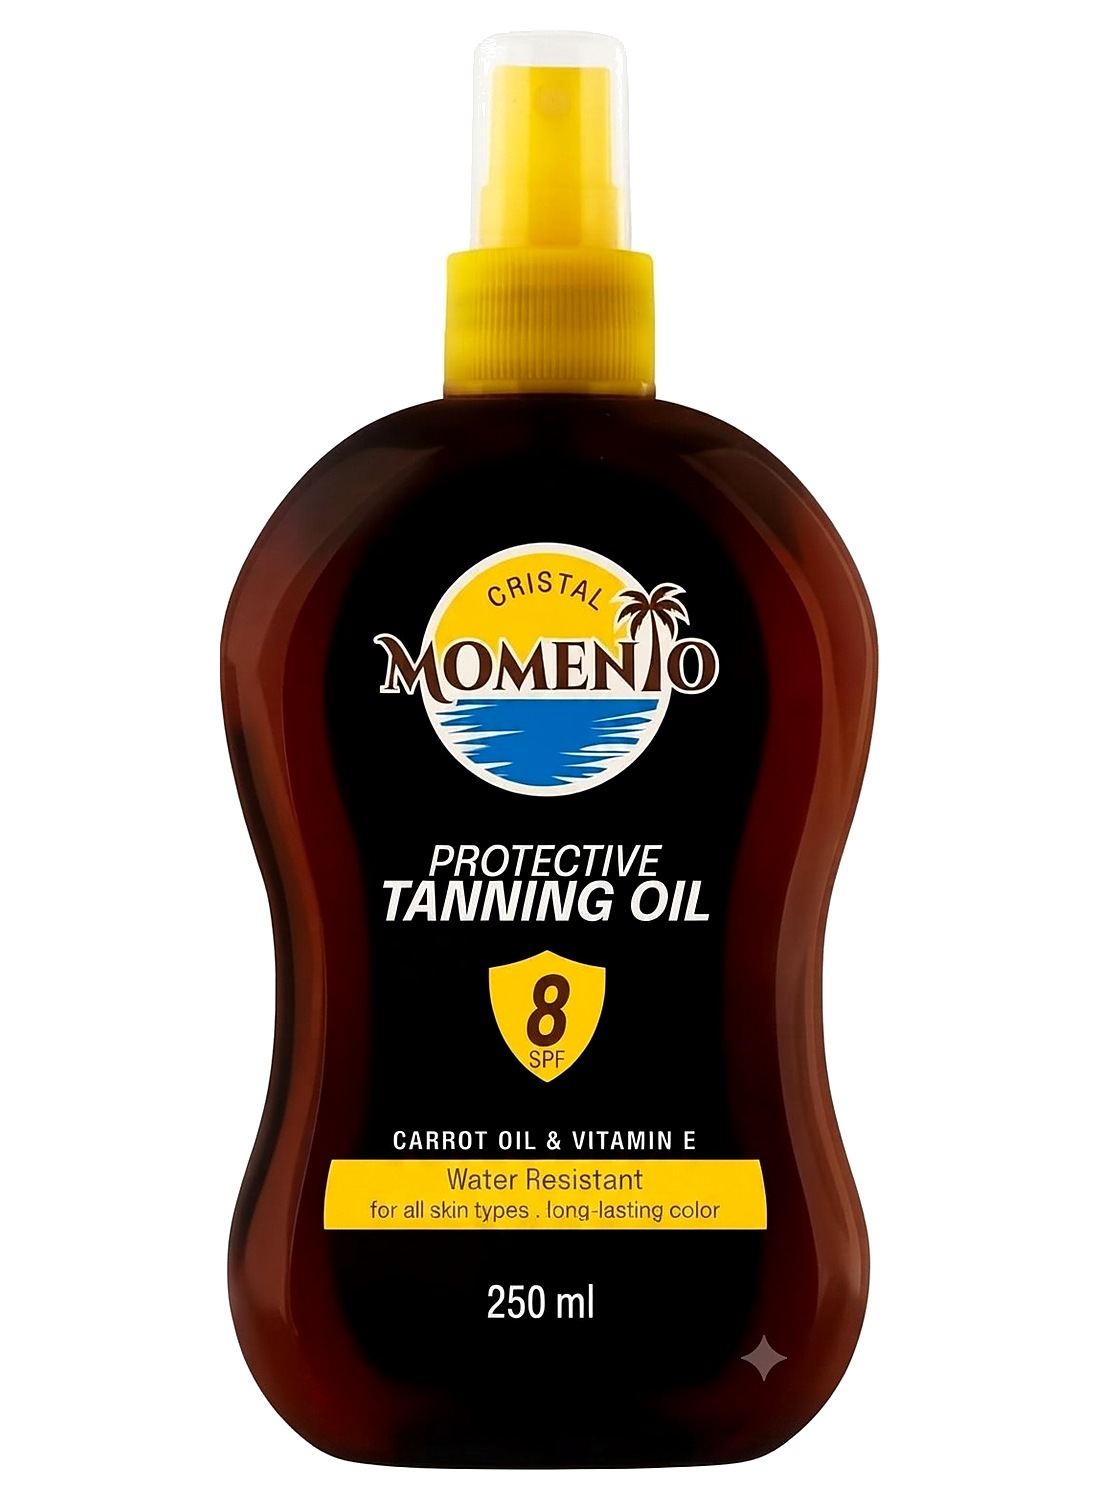 CRISTAL
MOMENTO
PROTECTIVE
TANNING OIL
8
SPF
CARROT OIL & VITAMIN E
Water Resistant
for all skin types . long-lasting color
250 ml